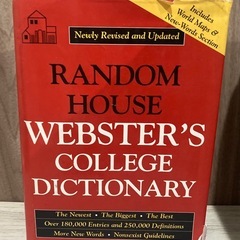 Newly Revised and Updated
Includes
World Maps &
New-Words Section
RANDOM
HOUSE
WEBSTER'S
COLLEGE
DICTIONARY
The Newest • The Biggest • The Best
Over 180,000 Entries and 250,000 Definitions
More New Words • Nonsexist Guidelines